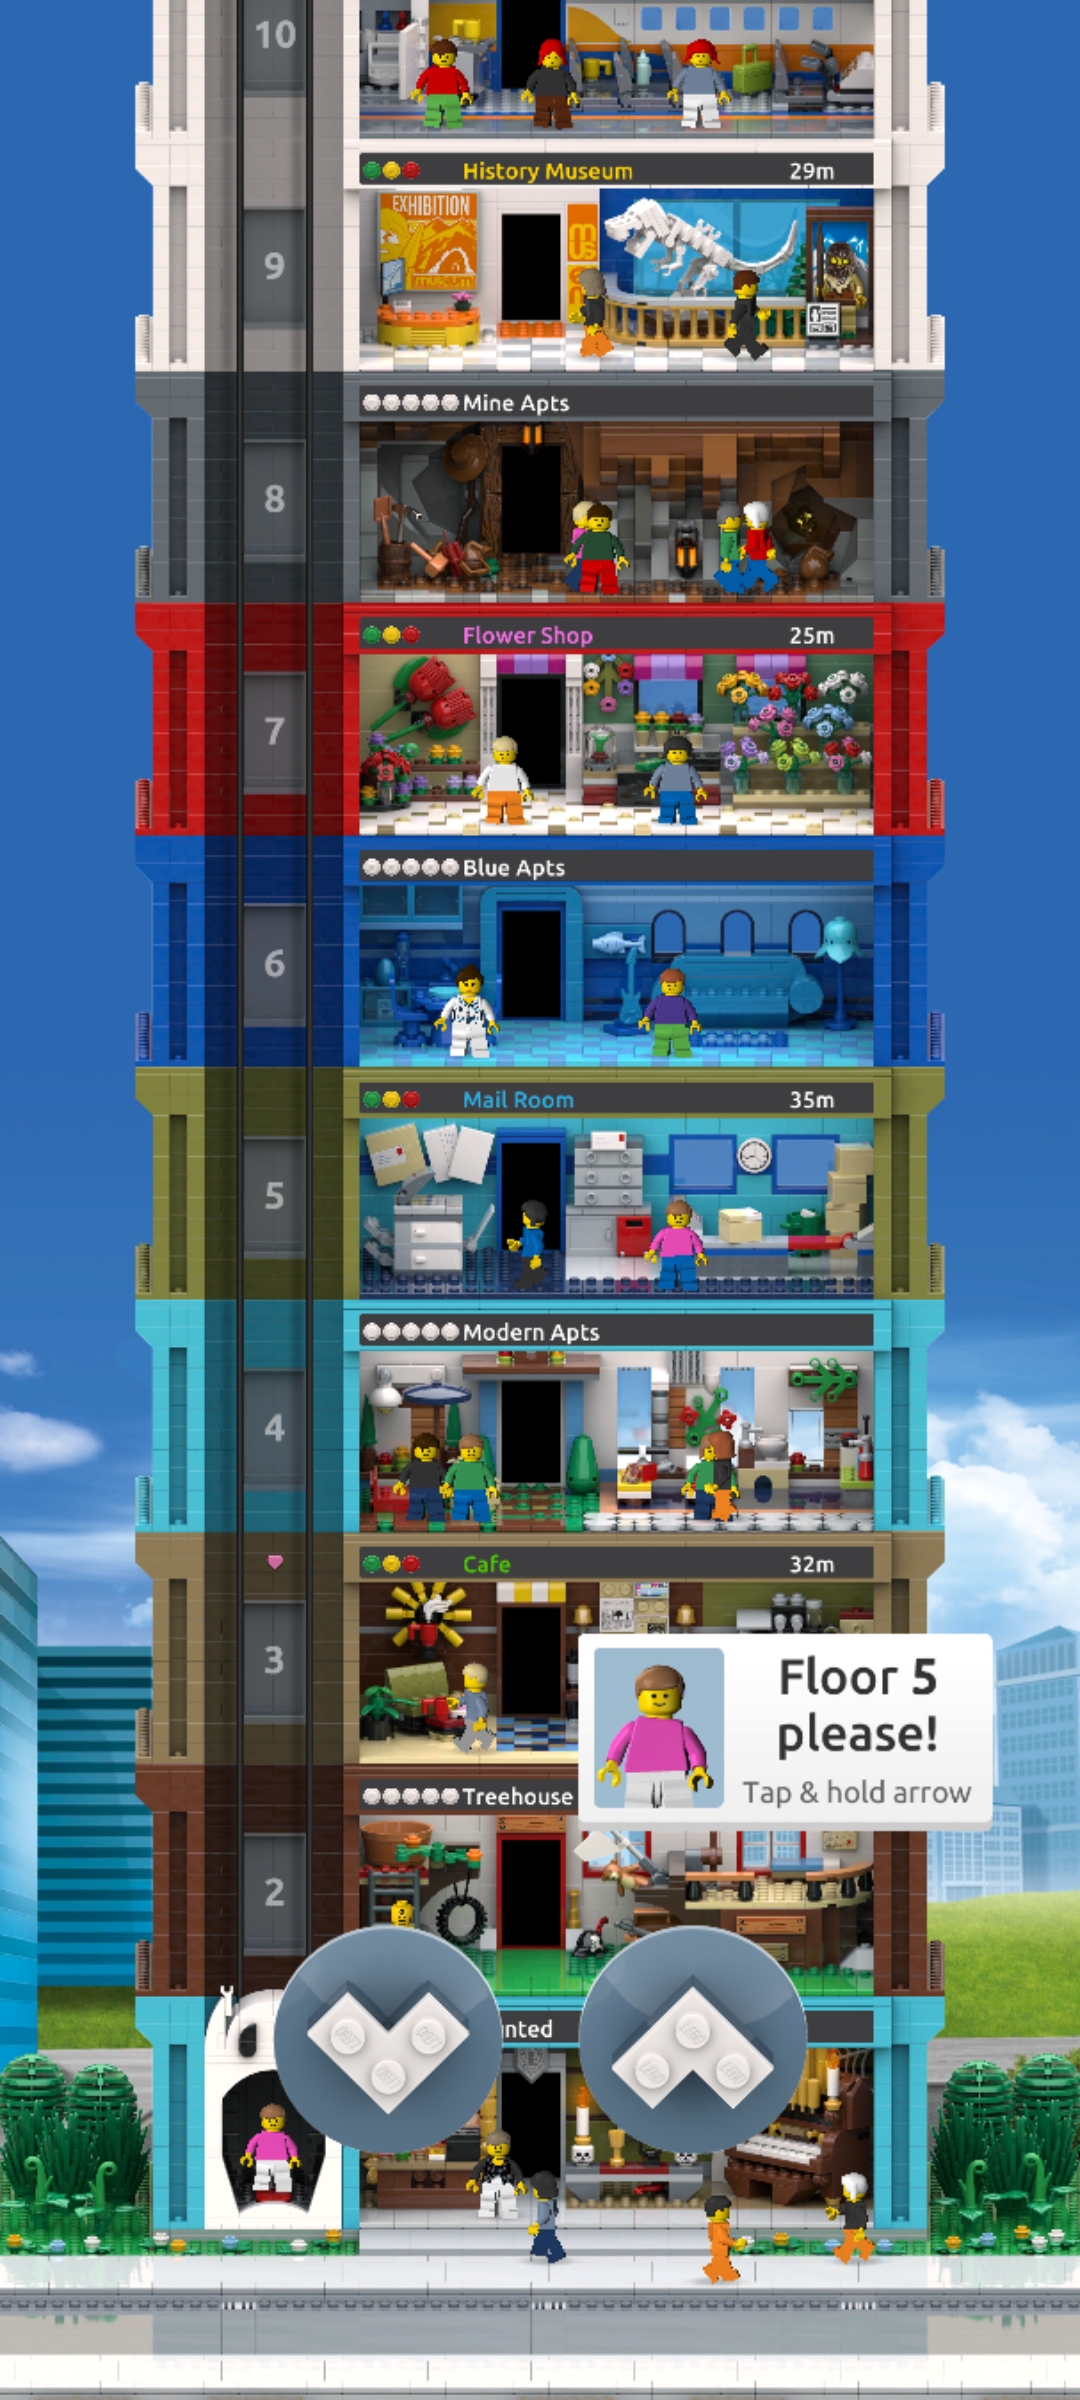 10
History Museum 29m
EXHIBITION
museum
9
Mine Apts
8
Flower Shop 25m
7
Blue Apts
6
Mail Room 35m
5
Modern Apts
4
Cafe 32m
3
Floor 5
please!
Tap & hold arrow
Treehouse
2
nted